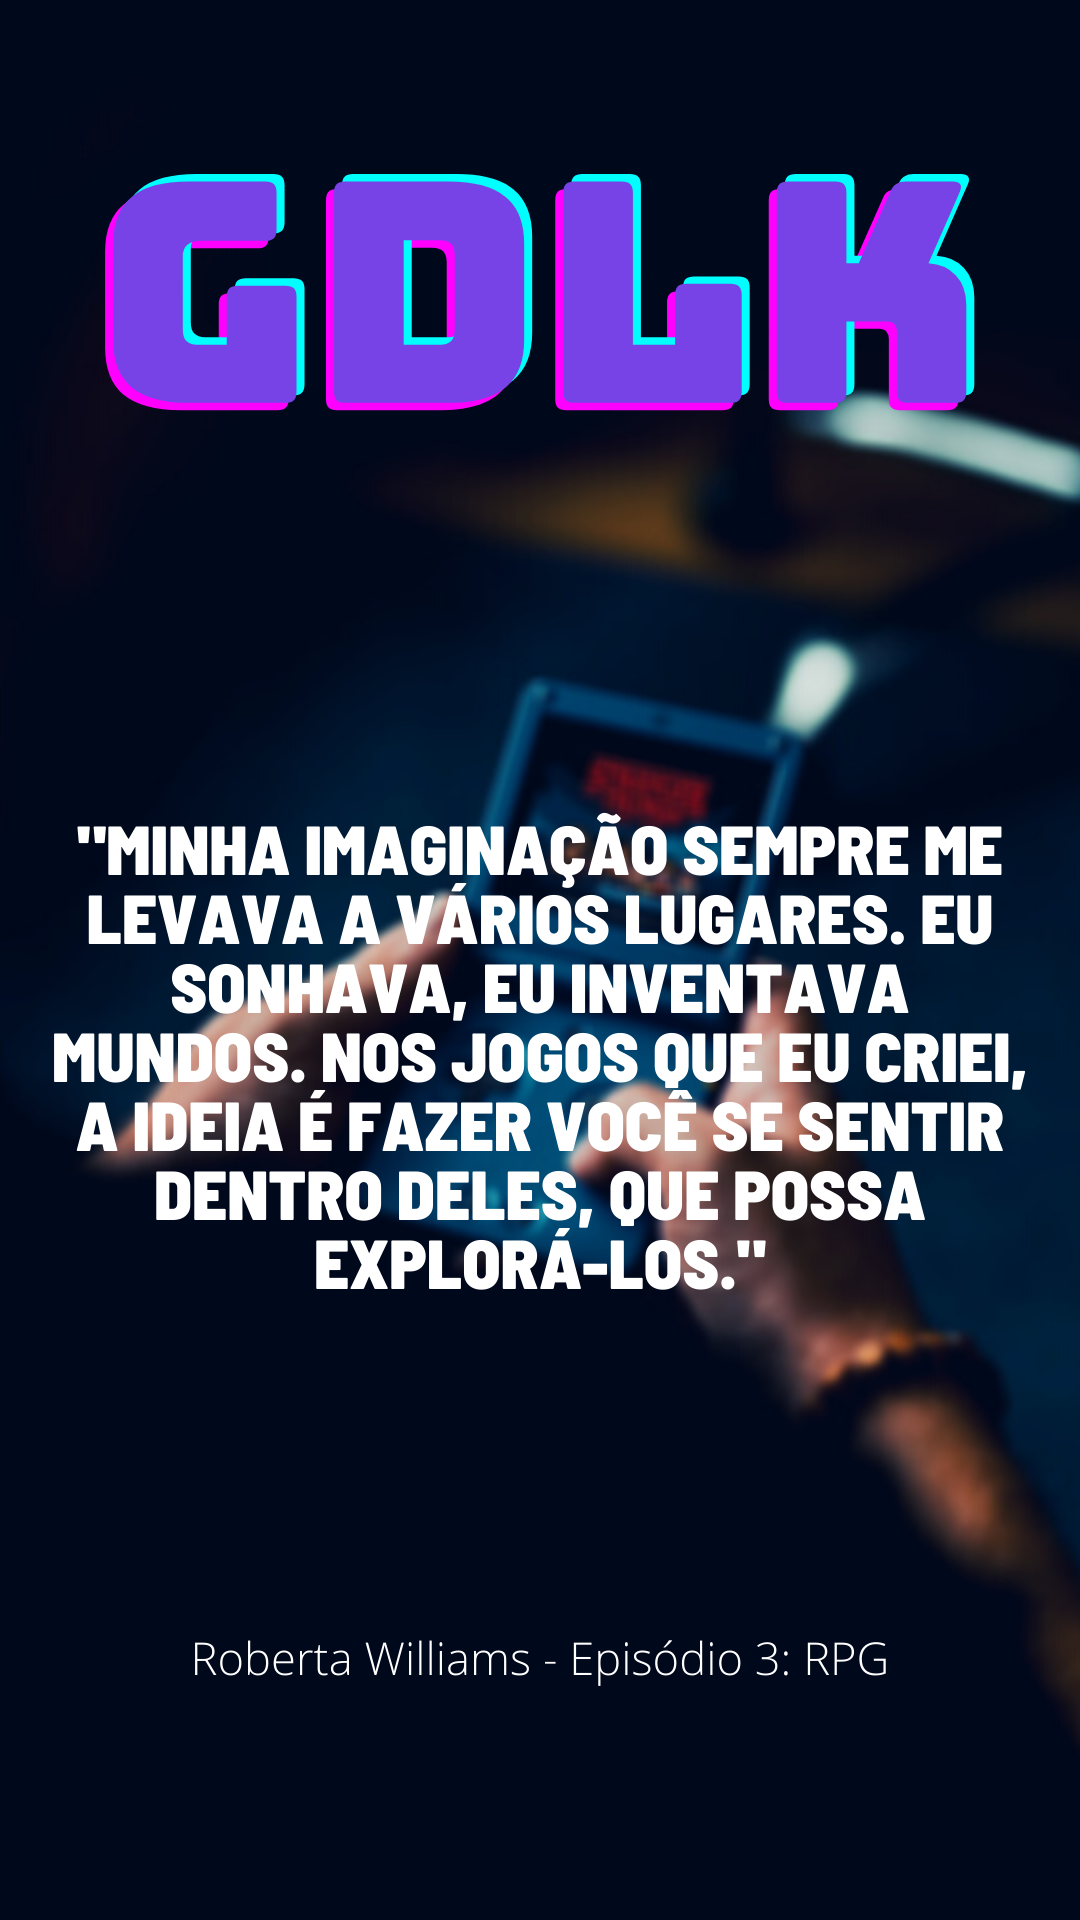 GDLK
"MINHA IMAGINAÇÃO SEMPRE ME
LEVAVA A VÁRIOS LUGARES. EU
SONHAVA, EU INVENTAVA
MUNDOS. NOS JOGOS QUE EU CRIEI,
A IDEIA É FAZER VOCÊ SE SENTIR
DENTRO DELES, QUE POSSA
EXPLORÁ-LOS."
Roberta Williams - Episódio 3: RPG